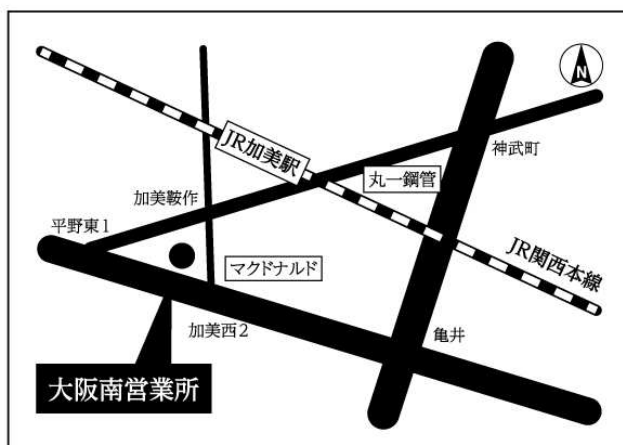 N
神武町
JR加美駅
丸一鋼管
加美鞍作
平野東1
マクドナルド
JR関西本線
加美西2
亀井
大阪南営業所